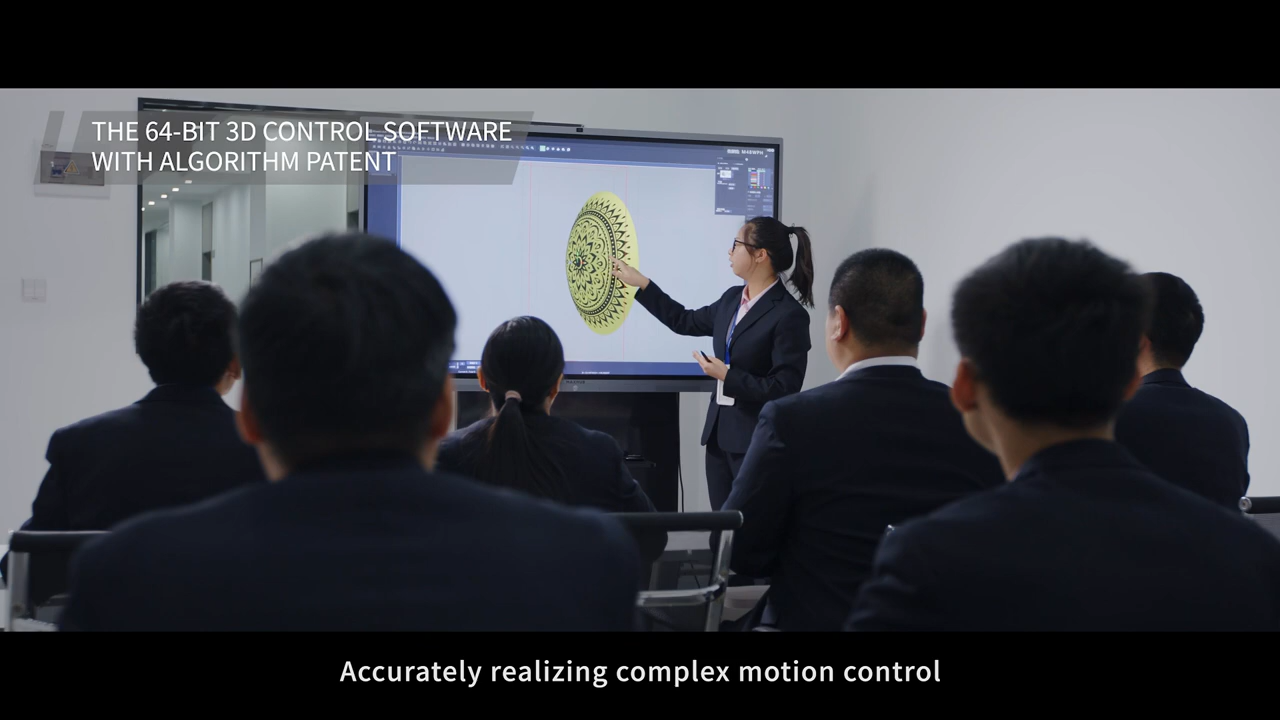 THE 64-BIT 3D CONTROL SOFTWARE
WITH ALGORITHM PATENT
Accurately realizing complex motion control